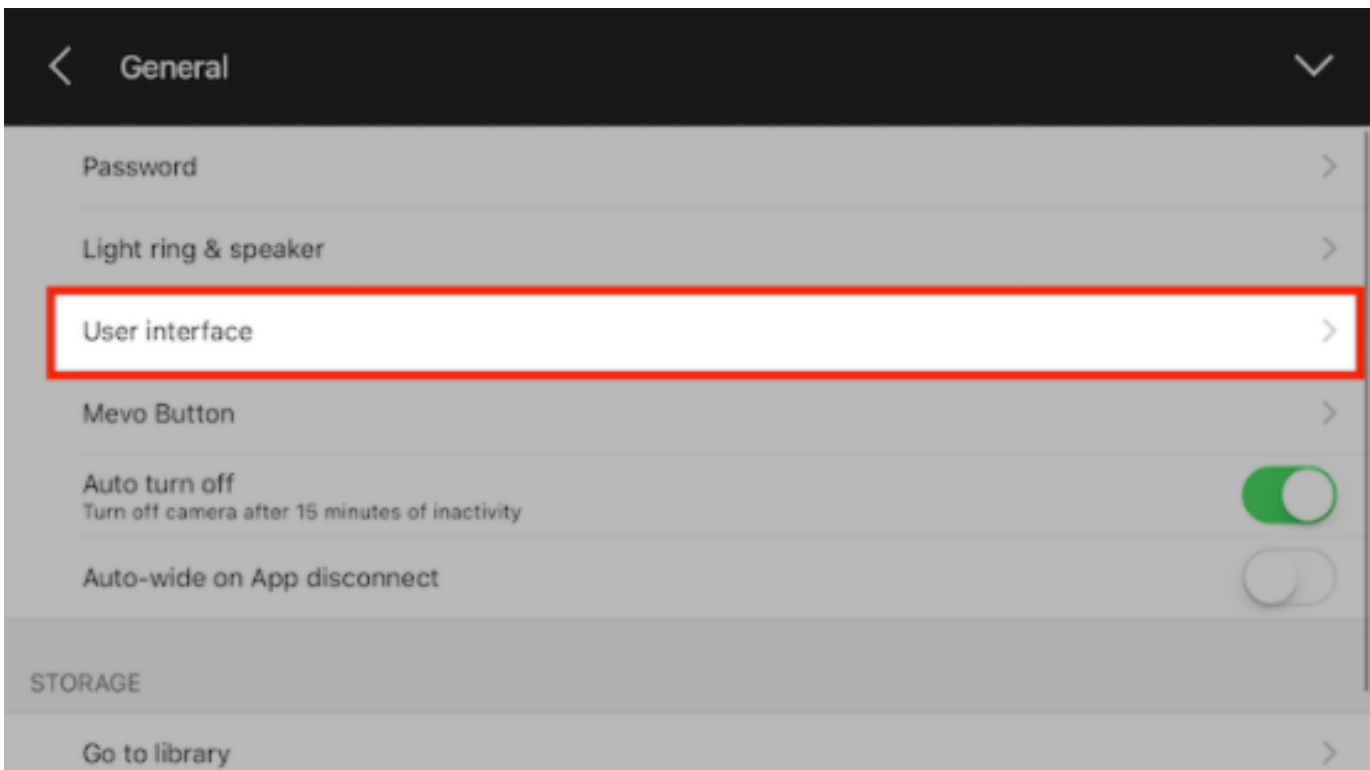 General
Password
Light ring & speaker
User interface
Mevo Button
Auto turn off
Turn off camera after 15 minutes of inactivity
Auto-wide on App disconnect
STORAGE
Go to library